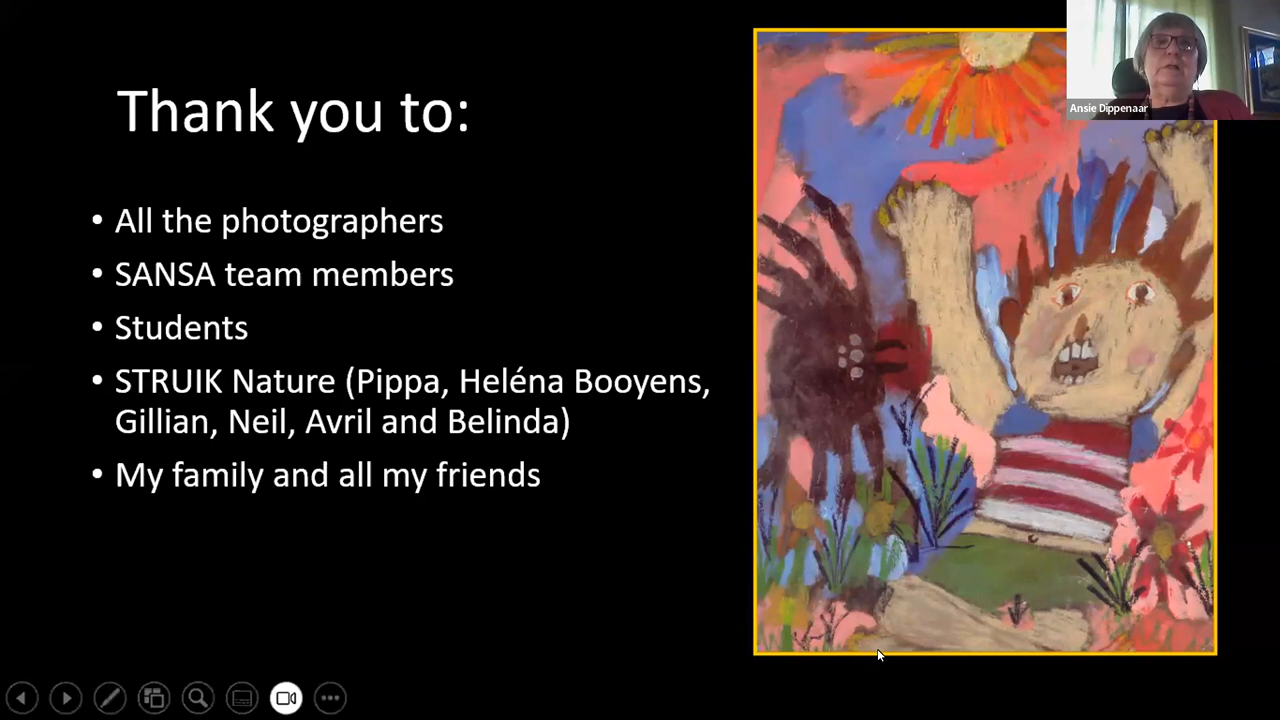 Thank you to:
Ansie Dippenaar
• All the photographers
• SANSA team members
• Students
• STRUIK Nature (Pippa, Heléna Booyens,
Gillian, Neil, Avril and Belinda)
• My family and all my friends